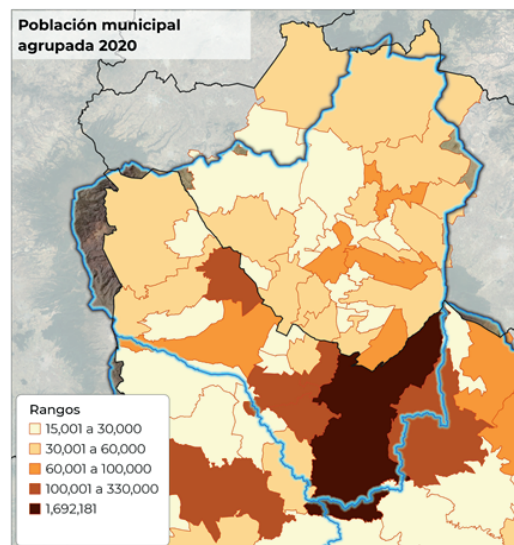 Población municipal
agrupada 2020
Rangos
15,001 a 30,000
30,001 a 60,000
60,001 a 100,000
100,001 a 330,000
1,692,181